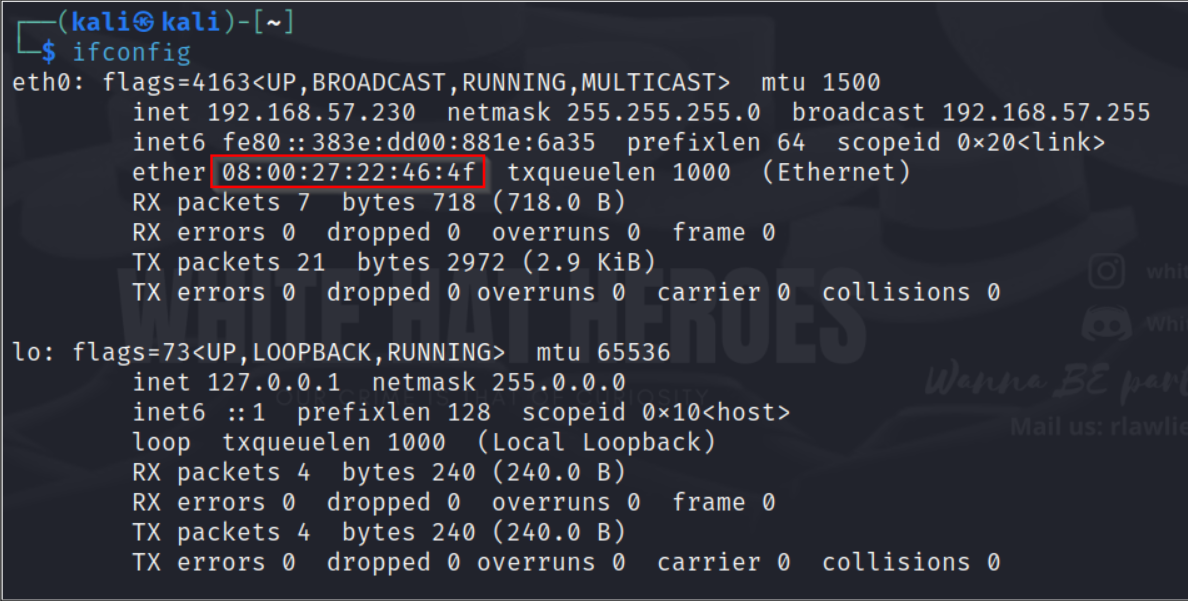 (kali㉿kali)-[~]
$ ifconfig
eth0: flags=4163<UP,BROADCAST,RUNNING,MULTICAST>  mtu 1500
        inet 192.168.57.230  netmask 255.255.255.0  broadcast 192.168.57.255
        inet6 fe80::383e:dd00:881e:6a35  prefixlen 64  scopeid 0×20<link>
        ether 08:00:27:22:46:4f  txqueuelen 1000  (Ethernet)
        RX packets 7  bytes 718 (718.0 B)
        RX errors 0  dropped 0  overruns 0  frame 0
        TX packets 21  bytes 2972 (2.9 KiB)
        TX errors 0  dropped 0 overruns 0  carrier 0  collisions 0
WHITE HAT HEROES
lo: flags=73<UP,LOOPBACK,RUNNING>  mtu 65536
        inet 127.0.0.1  netmask 255.0.0.0
OUR CRIME IS THAT OF CURIOSITY
        inet6 ::1  prefixlen 128  scopeid 0×10<host>
        loop  txqueuelen 1000  (Local Loopback)
        RX packets 4  bytes 240 (240.0 B)
        RX errors 0  dropped 0  overruns 0  frame 0
        TX packets 4  bytes 240 (240.0 B)
        TX errors 0  dropped 0 overruns 0  carrier 0  collisions 0
whit
Whi
Wanna BE part
Mail us: rlawlie